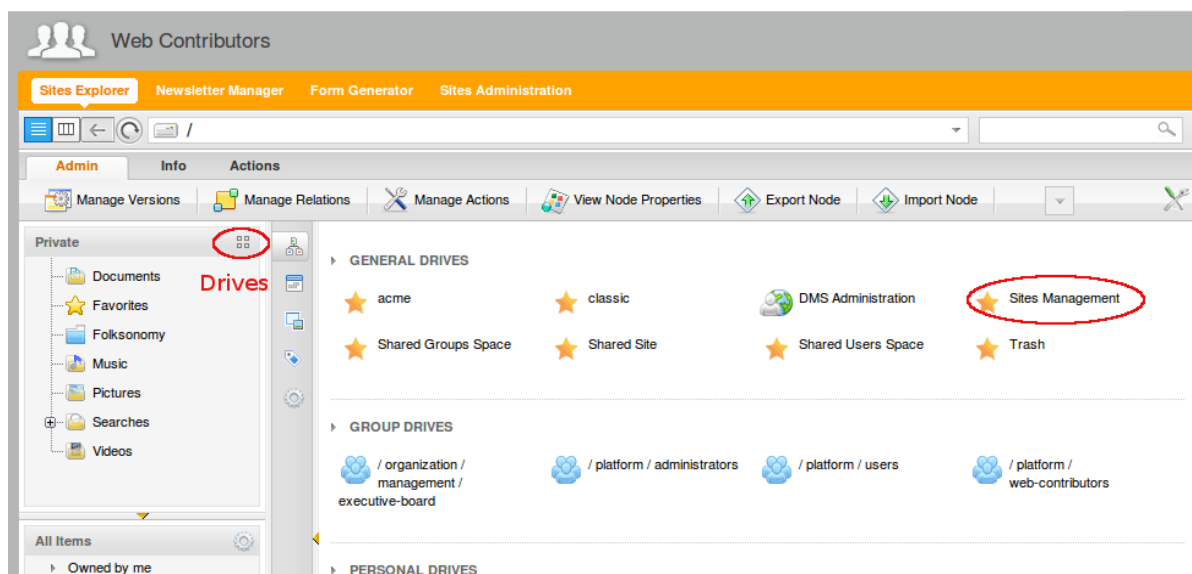 Web Contributors
Sites Explorer Newsletter Manager Form Generator Sites Administration
/
Admin Info Actions
Manage Versions Manage Relations Manage Actions View Node Properties Export Node Import Node
Private
Drives
Documents
Favorites
Folksonomy
Music
Pictures
Searches
Videos
All Items
Owned by me
GENERAL DRIVES
acme classic DMS Administration Sites Management
Shared Groups Space Shared Site Shared Users Space Trash
GROUP DRIVES
/ organization / / platform / administrators / platform / users / platform /
management / web-contributors
executive-board
PERSONAL DRIVES